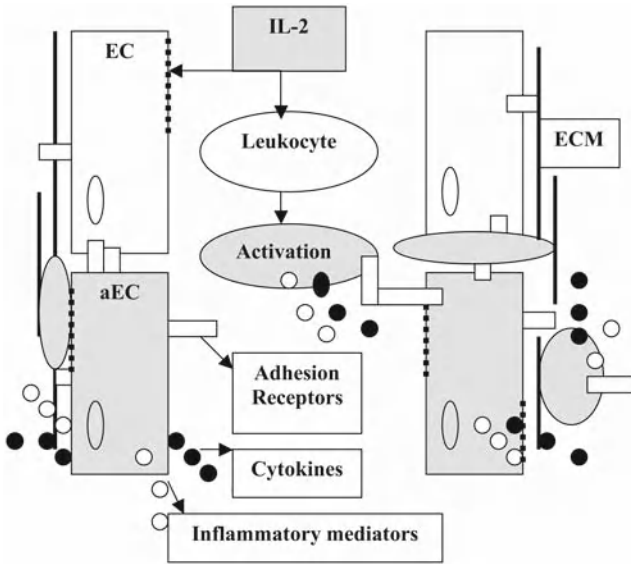 EC
IL-2
Leukocyte
ECM
Activation
aEC
Adhesion
Receptors
Cytokines
Inflammatory mediators